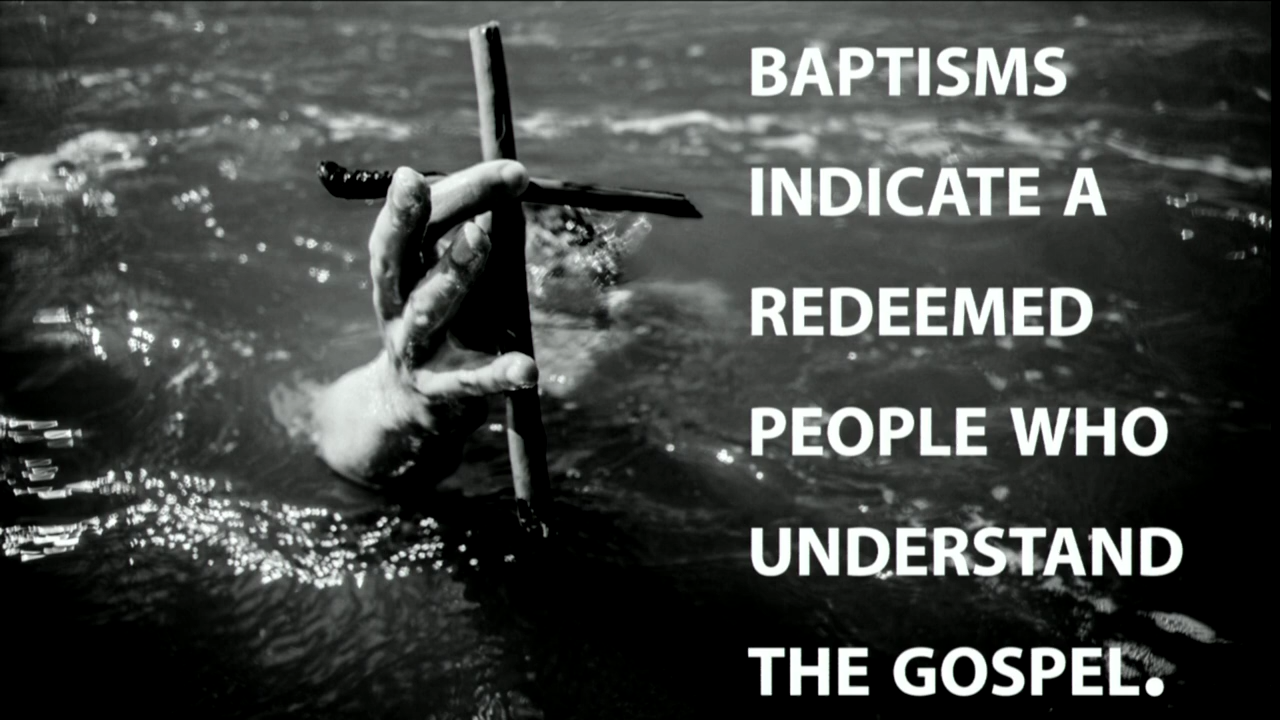 BAPTISMS
INDICATE A
REDEEMED
PEOPLE WHO
UNDERSTAND
THE GOSPEL.